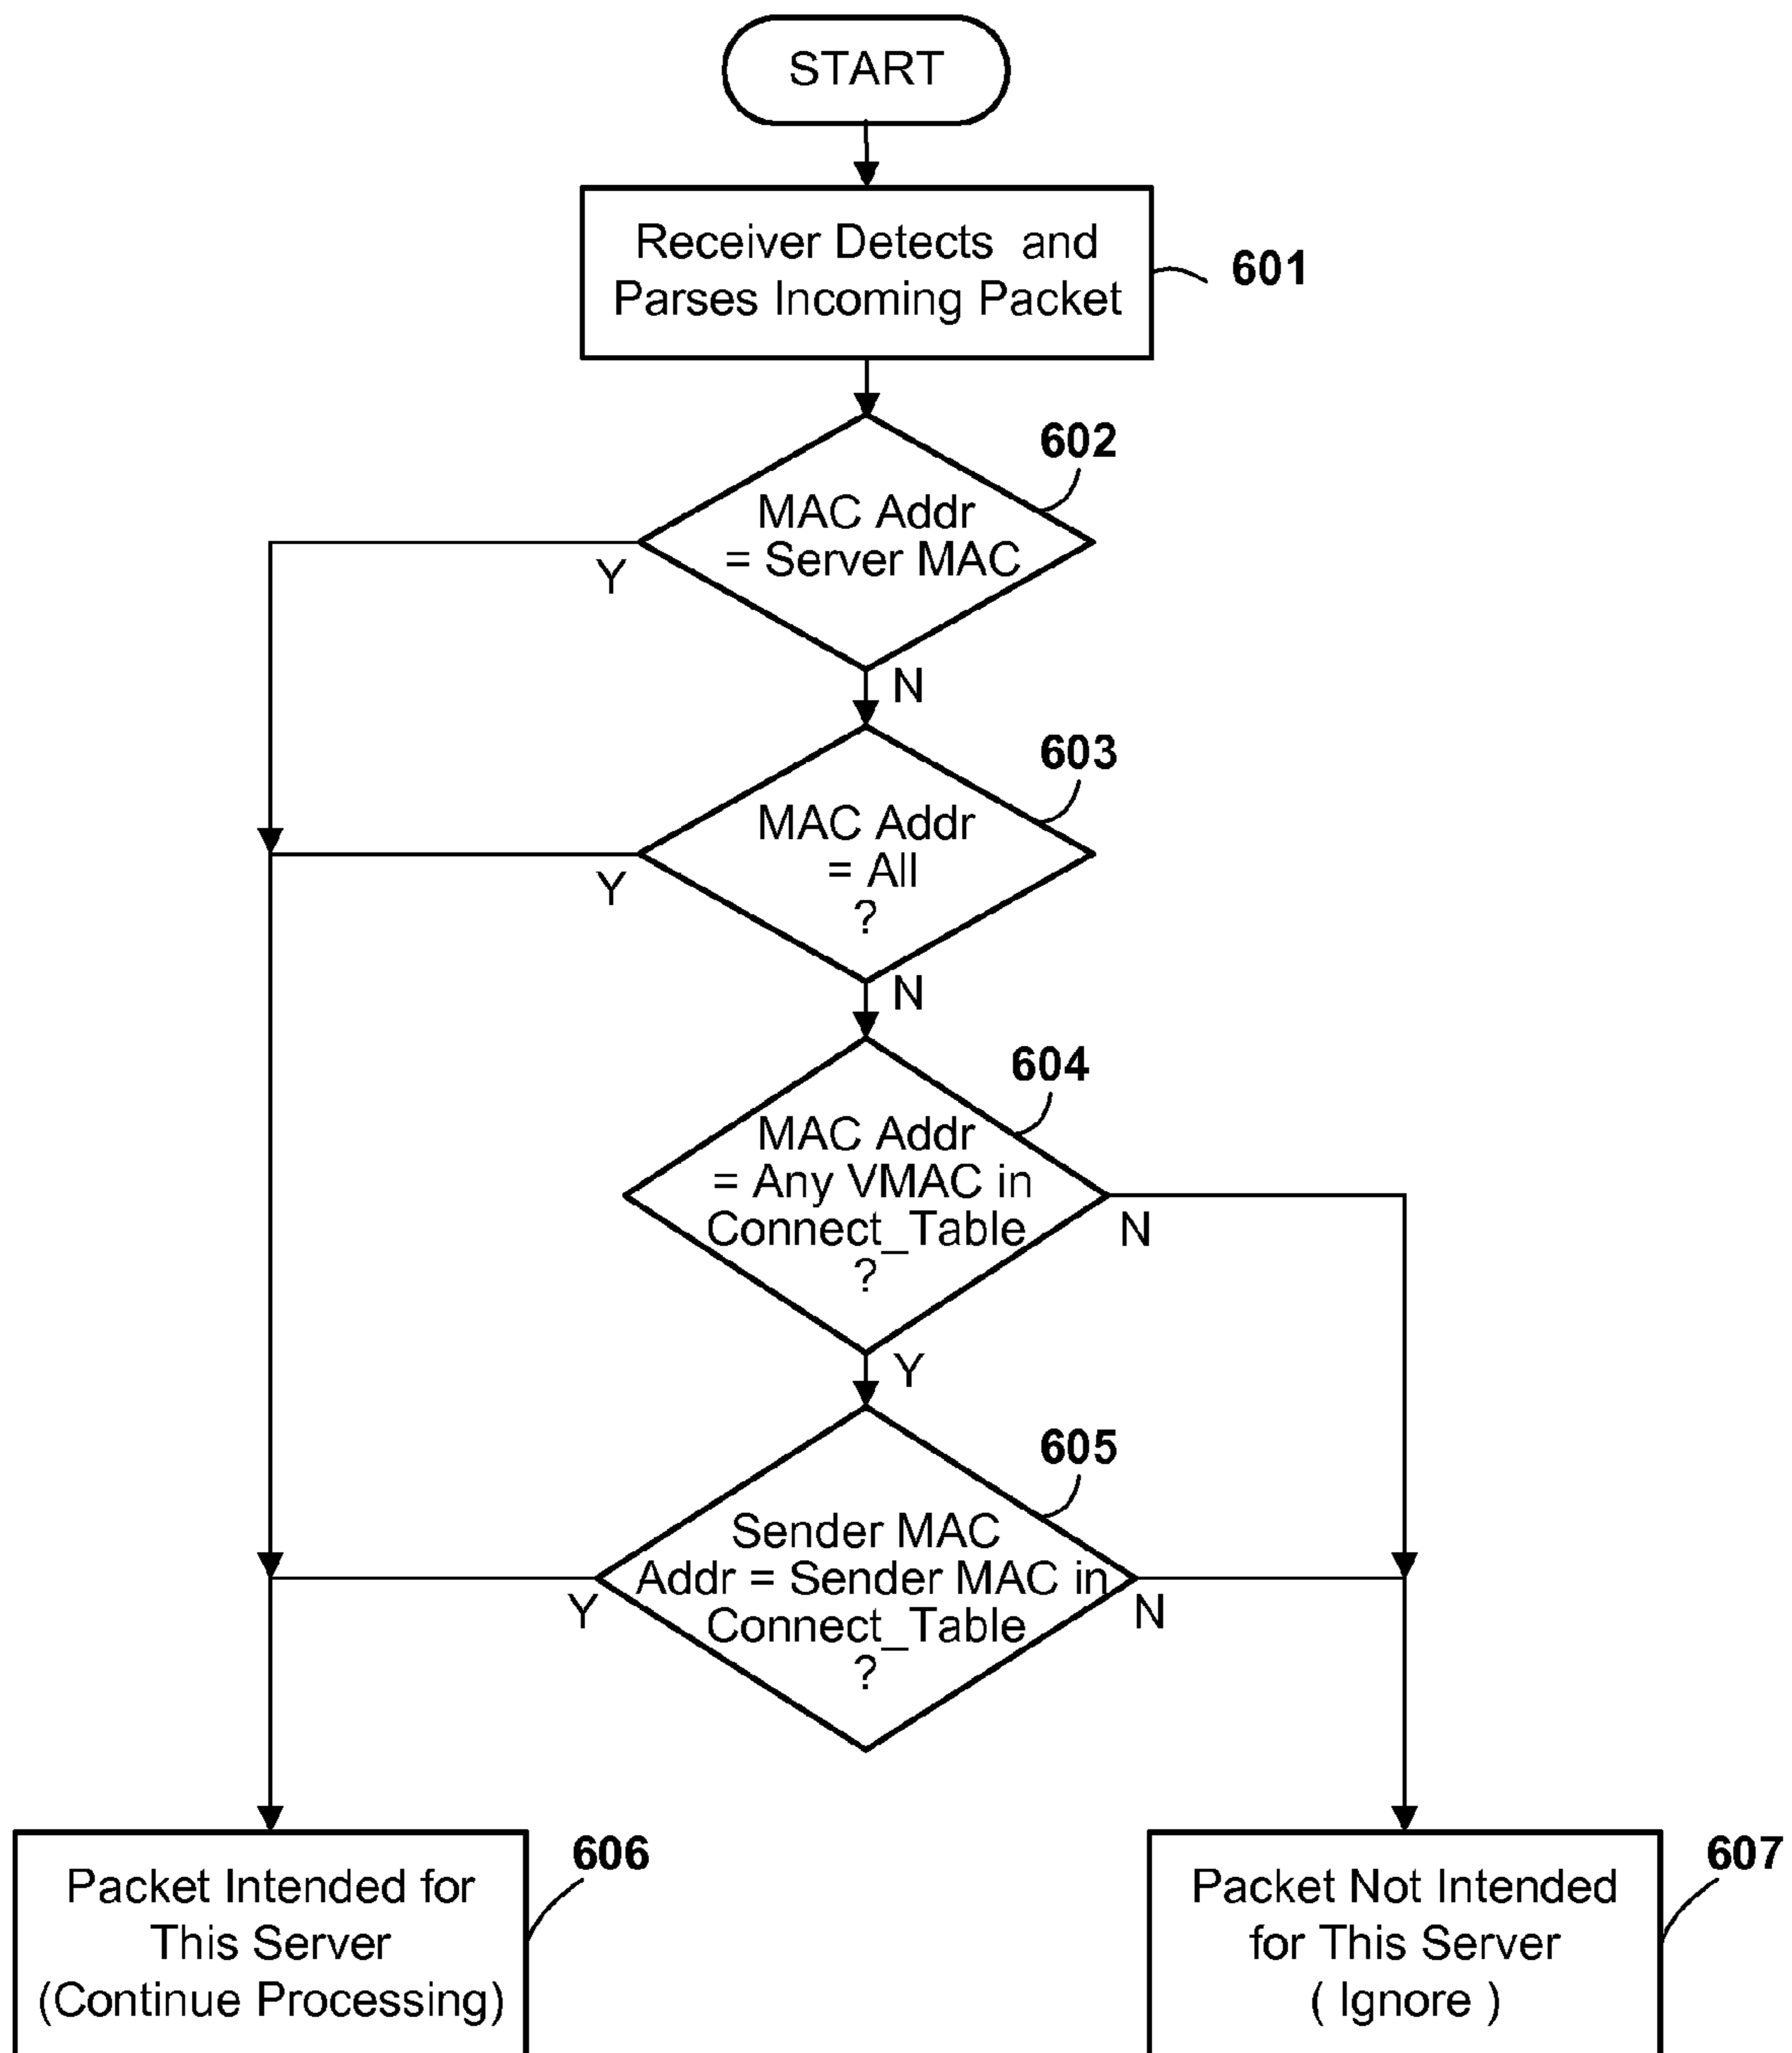 START
Receiver Detects and
Parses Incoming Packet
601
602
MAC Addr
= Server MAC
Y
N
603
MAC Addr
= All
?
Y
N
604
MAC Addr
= Any VMAC in
Connect_Table
?
N
Y
605
Sender MAC
Addr = Sender MAC in
Connect_Table
?
Y
N
606
Packet Intended for
This Server
(Continue Processing)
607
Packet Not Intended
for This Server
( Ignore )